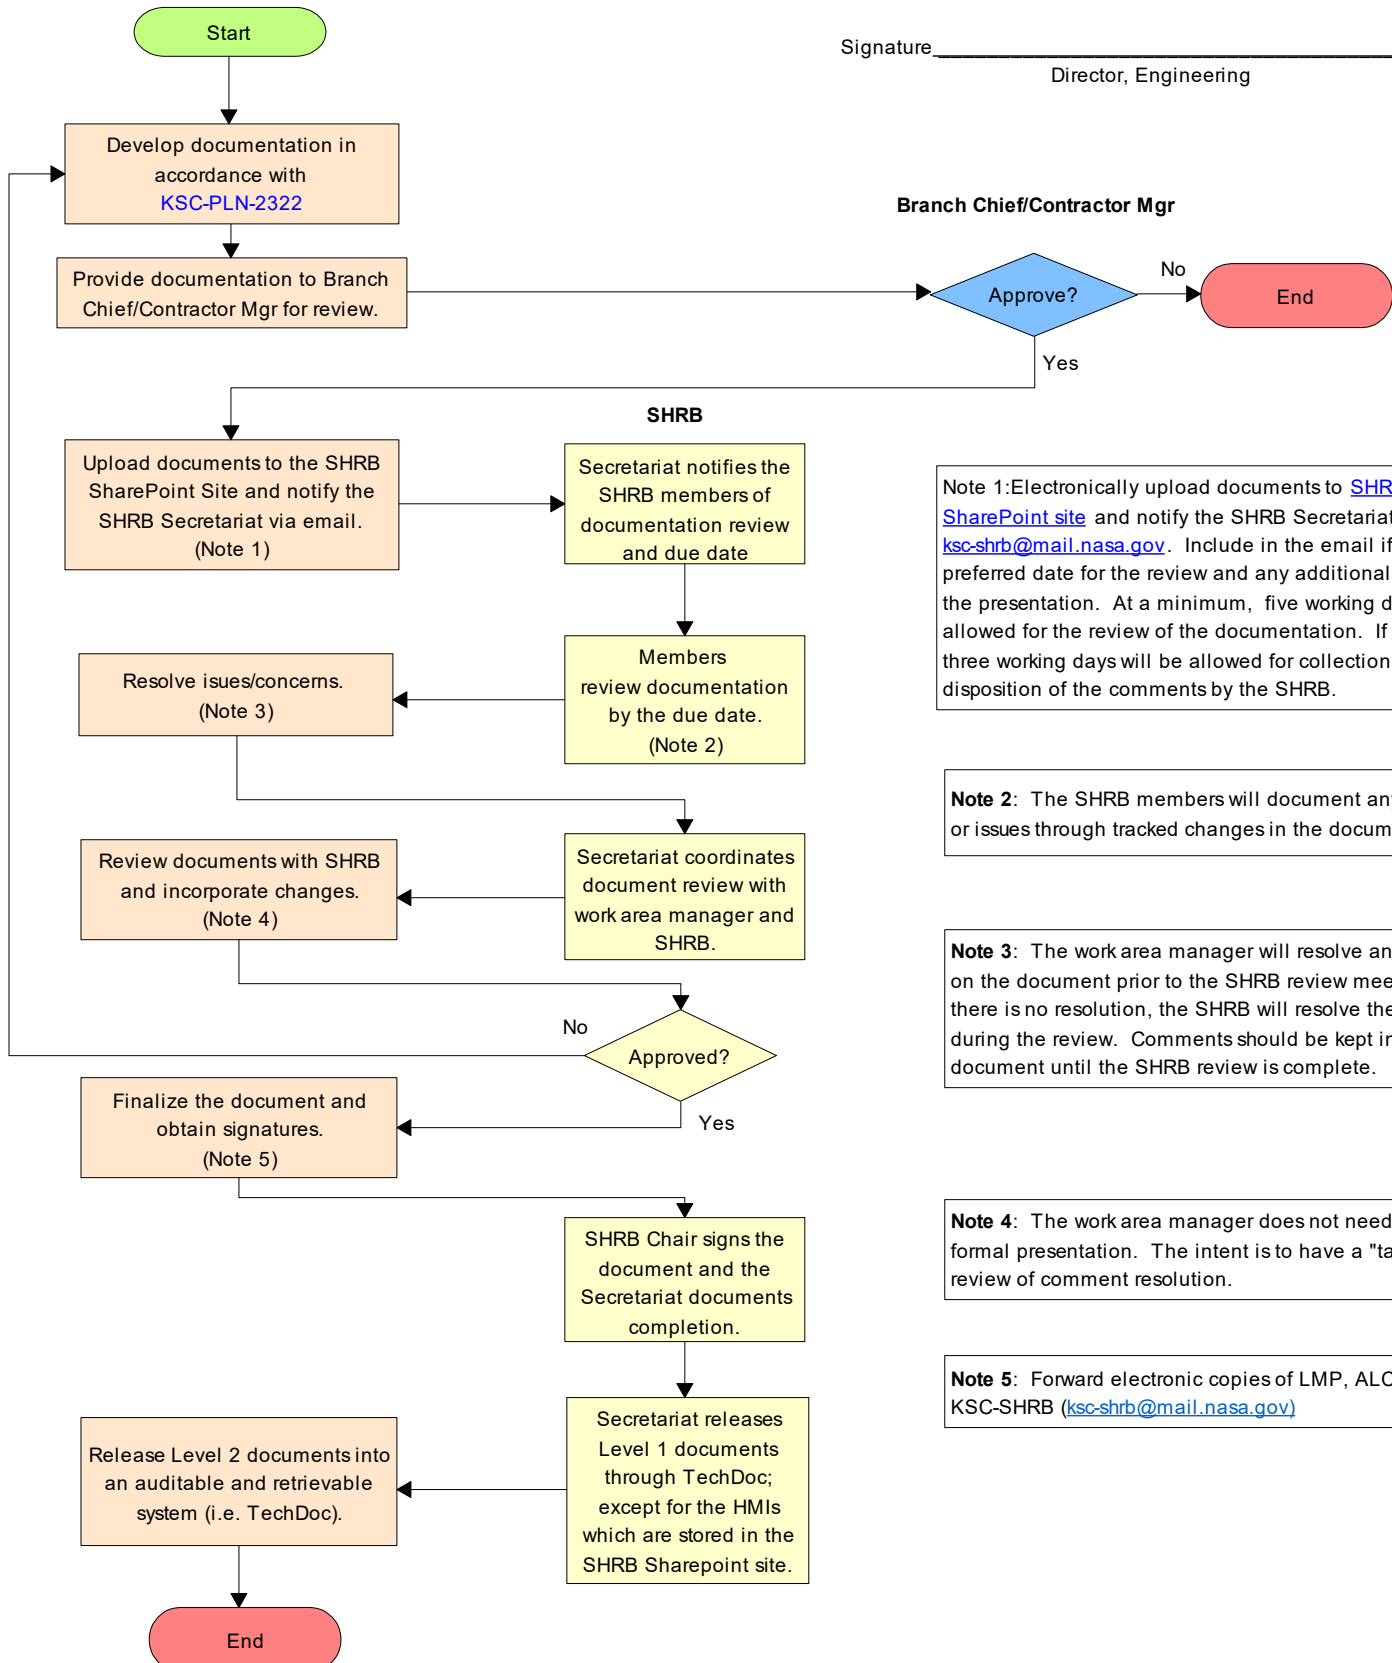 Start
Signature
Director, Engineering
Develop documentation in
accordance with
KSC-PLN-2322
Branch Chief/Contractor Mgr
Provide documentation to Branch
Chief/Contractor Mgr for review.
Approve?
No
End
Yes
SHRB
Upload documents to the SHRB
SharePoint Site and notify the
SHRB Secretariat via email.
(Note 1)
Secretariat notifies the
SHRB members of
documentation review
and due date
Note 1:Electronically upload documents to
SharePoint site and notify the SHRB Secretariat
ksc-shrb@mail.nasa.gov. Include in the email if
preferred date for the review and any additional
the presentation. At a minimum, five working
allowed for the review of the documentation. If
three working days will be allowed for collection
disposition of the comments by the SHRB.
Members
review documentation
by the due date.
(Note 2)
Resolve isues/concerns.
(Note 3)
Note 2: The SHRB members will document
or issues through tracked changes in the
Secretariat coordinates
document review with
work area manager and
SHRB.
Review documents with SHRB
and incorporate changes.
(Note 4)
Note 3: The work area manager will resolve
on the document prior to the SHRB review
there is no resolution, the SHRB will resolve the
during the review. Comments should be kept in
document until the SHRB review is complete.
No
Approved?
Yes
Finalize the document and
obtain signatures.
(Note 5)
SHRB Chair signs the
document and the
Secretariat documents
completion.
Note 4: The work area manager does not need
formal presentation. The intent is to have a
review of comment resolution.
Note 5: Forward electronic copies of LMP,
KSC-SHRB (ksc-shrb@mail.nasa.gov)
Secretariat releases
Level 1 documents
through TechDoc;
except for the HMIs
which are stored in the
SHRB Sharepoint site.
Release Level 2 documents into
an auditable and retrievable
system (i.e. TechDoc).
End